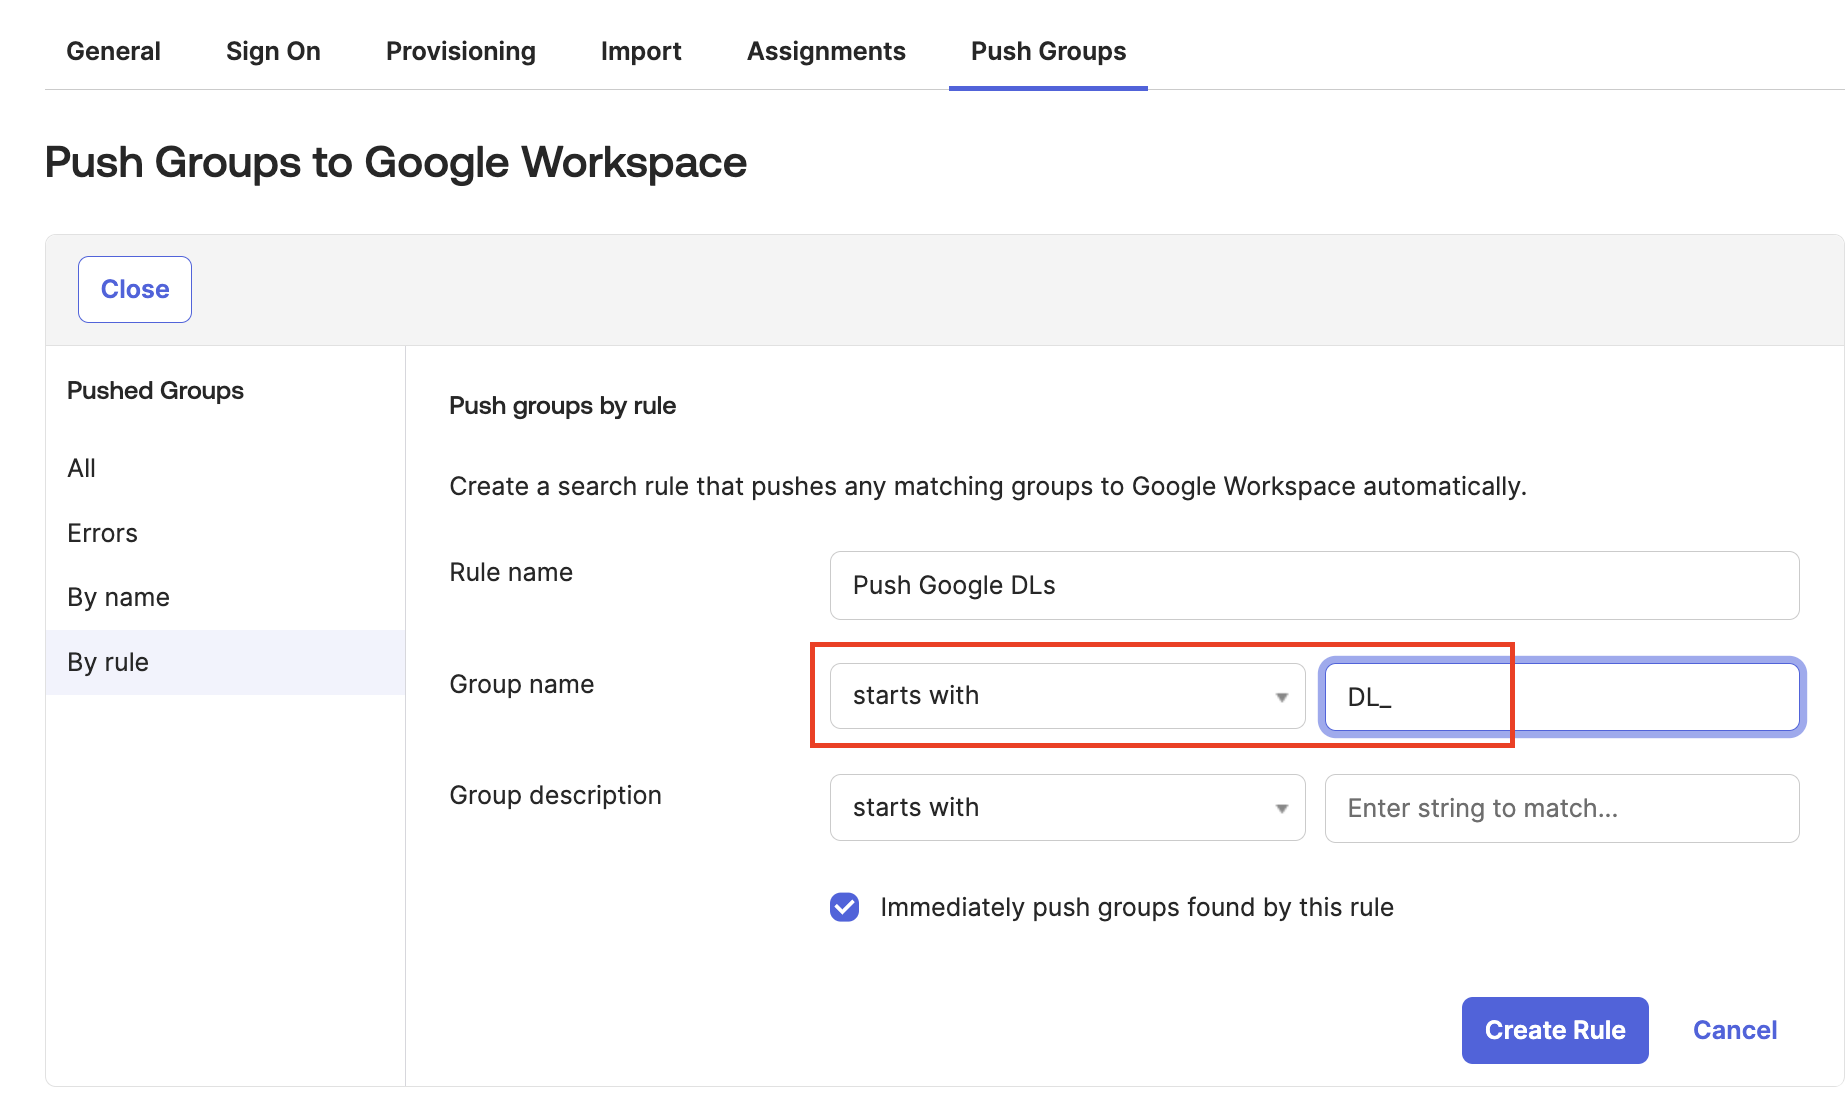 General Sign On Provisioning Import Assignments Push Groups
Push Groups to Google Workspace
Close
Pushed Groups
All
Errors
By name
By rule
Push groups by rule
Create a search rule that pushes any matching groups to Google Workspace automatically.
Rule name Push Google DLs
Group name starts with DL_
Group description starts with Enter string to match...
Immediately push groups found by this rule
Create Rule Cancel